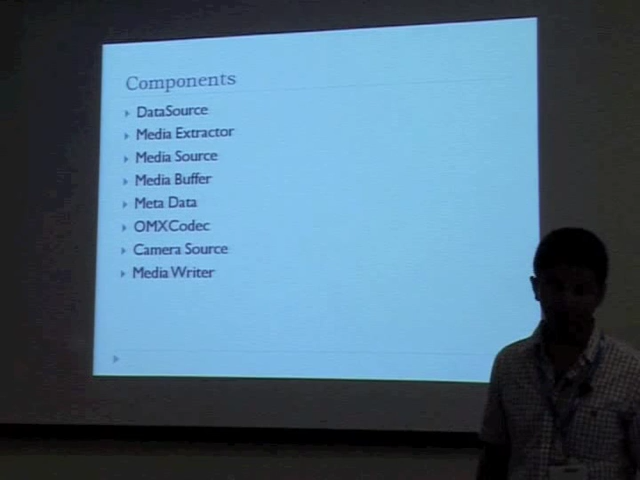 Components
DataSource
Media Extractor
Media Source
Media Buffer
Meta Data
OMXCodec
Camera Source
Media Writer